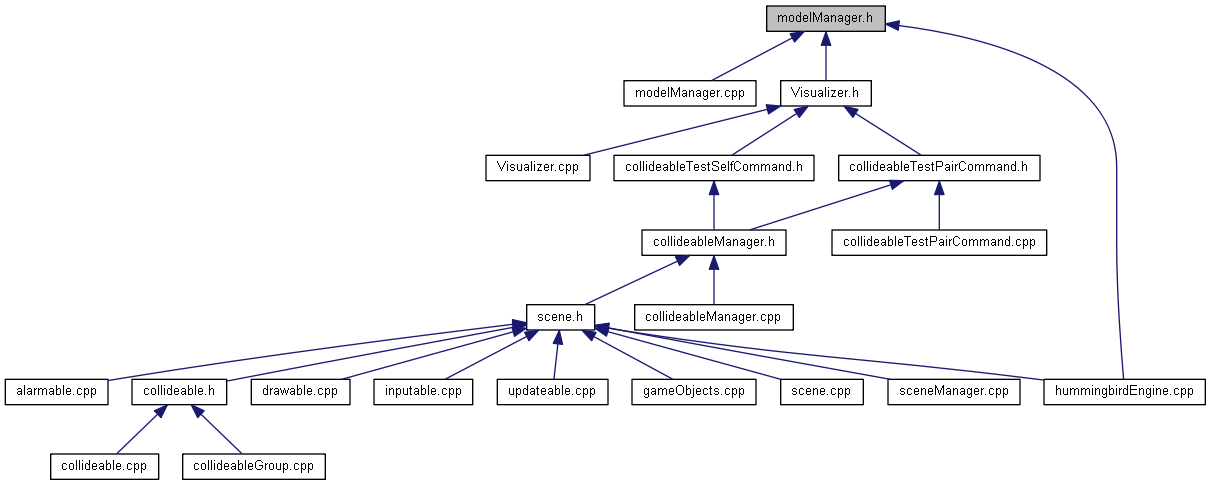 modelManager.h
modelManager.cpp
Visualizer.h
Visualizer.cpp
collideableTestSelfCommand.h
collideableTestPairCommand.h
collideableManager.h
collideableTestPairCommand.cpp
scene.h
collideableManager.cpp
alarmable.cpp
collideable.h
drawable.cpp
inputable.cpp
updateable.cpp
gameObjects.cpp
scene.cpp
sceneManager.cpp
hummingbirdEngine.cpp
collideable.cpp
collideableGroup.cpp